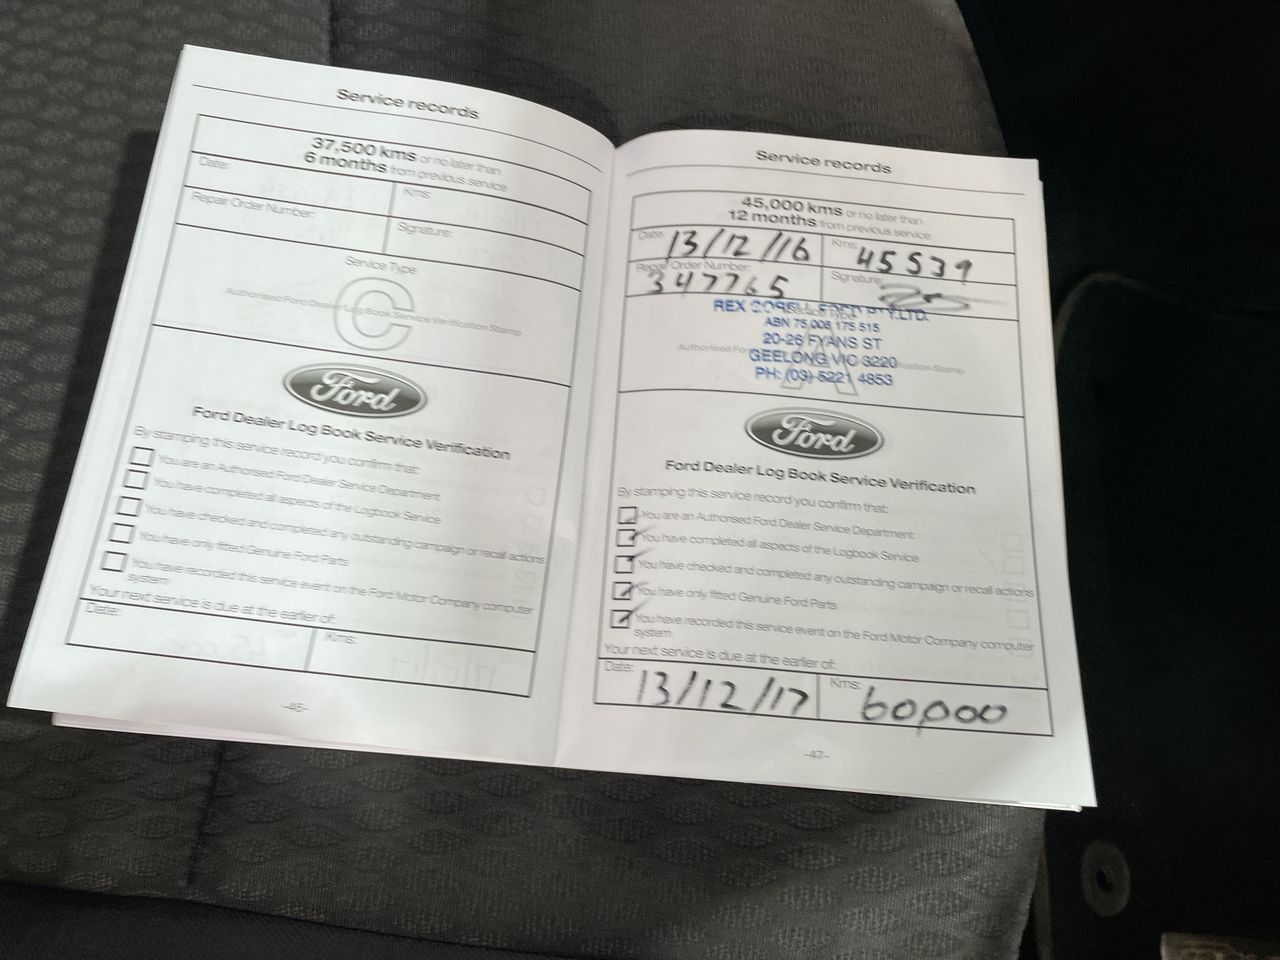 Service records
37,500 kms or no later than
6 months from previous service
Date:
Kms:
Repair Order Number:
Signature:
Service Type
C
Authorised Ford Dealer Log Book Service Verification Stamp
Ford
Ford Dealer Log Book Service Verification
By stamping this service record you confirm that:
You are an Authorised Ford Dealer Service Department
You have completed all aspects of the Logbook Service
You have checked and completed any outstanding campaign or recall actions
You have only fitted Genuine Ford Parts
You have recorded this service event on the Ford Motor Company computer
system
Your next service is due at the earlier of:
Date:
Kms:
-46-
Service records
45,000 kms or no later than
12 months from previous service
Date: 13/12/16
Kms: 45539
Repair Order Number: 347765
Signature:
REX GORELL FORD PTY.LTD.
ABN 75 006 175 515
20-26 FYANS ST
GEELONG VIC 3220
PH: (03) 5221 4853
A
Ford
Ford Dealer Log Book Service Verification
By stamping this service record you confirm that:
You are an Authorised Ford Dealer Service Department
You have completed all aspects of the Logbook Service
You have checked and completed any outstanding campaign or recall actions
You have only fitted Genuine Ford Parts
You have recorded this service event on the Ford Motor Company computer
system
Your next service is due at the earlier of:
Date: 13/12/17
Kms: 60,000
-47-